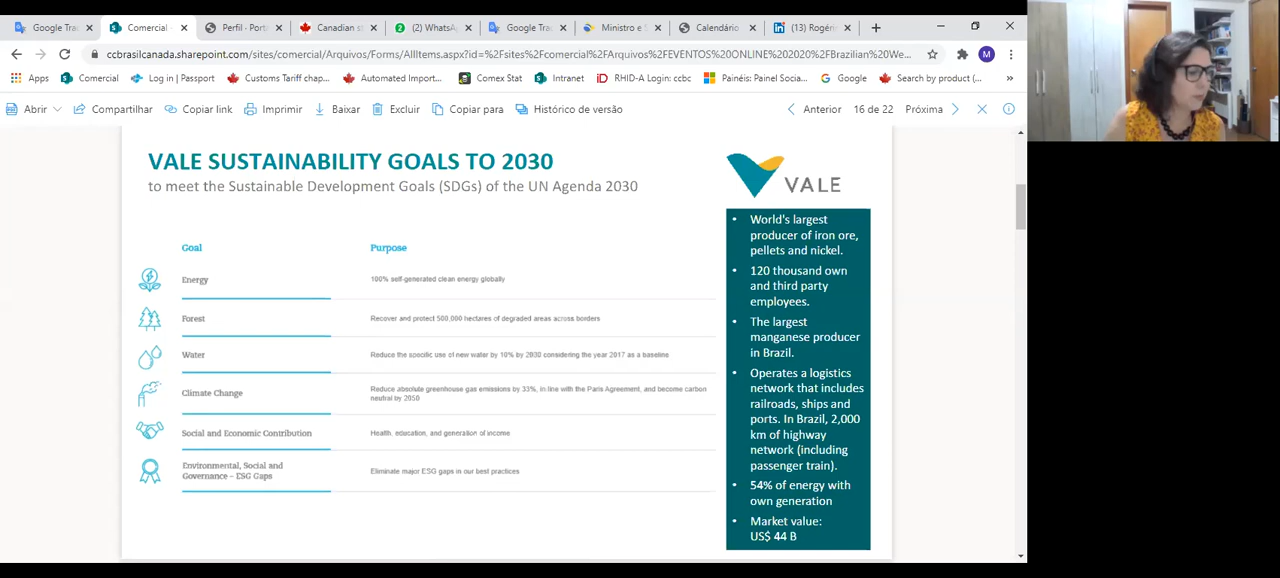 Google Tra
Comercial -
Perfil - Porta
Canadian st
(2) WhatsA
Google Tra
Ministro e S
Calendário
(13) Rogéri
ccbrasilcanada.sharepoint.com/sites/comercial/Arquivos/Forms/AllItems.aspx?id=%2Fsites%2Fcomercial%2FArquivos%2FEVENTOS%20ONLINE%202020%2FBrazilian%20We...
M
Apps
Comercial
Log in | Passport
Customs Tariff chap...
Automated Import...
Comex Stat
Intranet
RHID-A Login: ccbc
Painéis: Painel Socia...
Google
Search by product (...
»
Abrir
Compartilhar
Copiar link
Imprimir
Baixar
Excluir
Copiar para
Histórico de versão
Anterior
16 de 22
Próxima
VALE SUSTAINABILITY GOALS TO 2030
to meet the Sustainable Development Goals (SDGs) of the UN Agenda 2030
VALE
Goal
Purpose
Energy
100% self-generated clean energy globally
Forest
Recover and protect 500,000 hectares of degraded areas across borders
Water
Reduce the specific use of new water by 10% by 2030 considering the year 2017 as a baseline
Climate Change
Reduce absolute greenhouse gas emissions by 33%, in line with the Paris Agreement, and become carbon
neutral by 2050
Social and Economic Contribution
Health, education, and generation of income
Environmental, Social and
Governance – ESG Gaps
Eliminate major ESG gaps in our best practices
• World's largest
producer of iron ore,
pellets and nickel.
• 120 thousand own
and third party
employees.
• The largest
manganese producer
in Brazil.
• Operates a logistics
network that includes
railroads, ships and
ports. In Brazil, 2,000
km of highway
network (including
passenger train).
• 54% of energy with
own generation
• Market value:
US$ 44 B